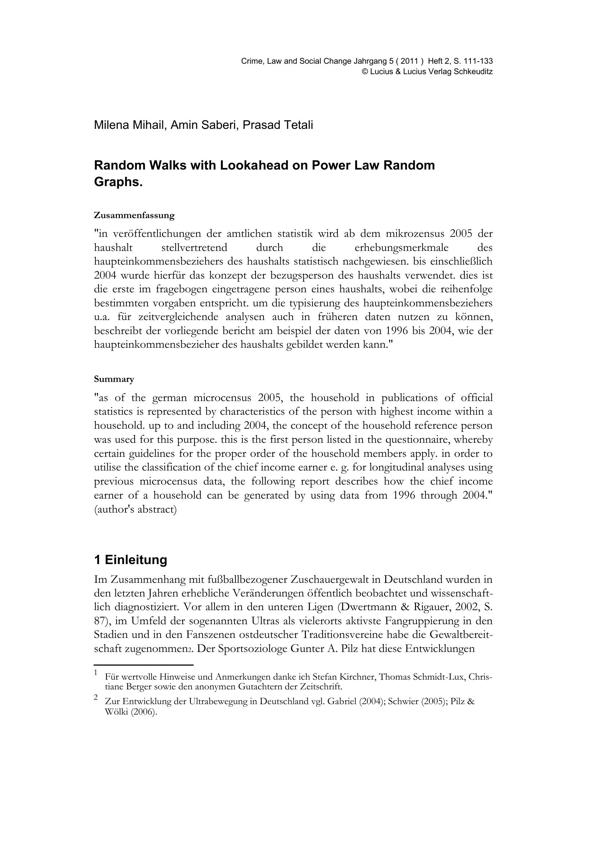 Crime, Law and Social Change Jahrgang 5 ( 2011 ) Heft 2, S. 111-133
© Lucius & Lucius Verlag Schkeuditz
Milena Mihail, Amin Saberi, Prasad Tetali
Random Walks with Lookahead on Power Law Random
Graphs.
Zusammenfassung
"in veröffentlichungen der amtlichen statistik wird ab dem mikrozensus 2005 der
haushalt stellvertretend durch die erhebungsmerkmale des
haupteinkommensbeziehers des haushalts statistisch nachgewiesen. bis einschließlich
2004 wurde hierfür das konzept der bezugsperson des haushalts verwendet. dies ist
die erste im fragebogen eingetragene person eines haushalts, wobei die reihenfolge
bestimmten vorgaben entspricht. um die typisierung des haupteinkommensbeziehers
u.a. für zeitvergleichende analysen auch in früheren daten nutzen zu können,
beschreibt der vorliegende bericht am beispiel der daten von 1996 bis 2004, wie der
haupteinkommensbezieher des haushalts gebildet werden kann."
Summary
"as of the german microcensus 2005, the household in publications of official
statistics is represented by characteristics of the person with highest income within a
household. up to and including 2004, the concept of the household reference person
was used for this purpose. this is the first person listed in the questionnaire, whereby
certain guidelines for the proper order of the household members apply. in order to
utilise the classification of the chief income earner e. g. for longitudinal analyses using
previous microcensus data, the following report describes how the chief income
earner of a household can be generated by using data from 1996 through 2004."
(author's abstract)
1 Einleitung
Im Zusammenhang mit fußballbezogener Zuschauergewalt in Deutschland wurden in
den letzten Jahren erhebliche Veränderungen öffentlich beobachtet und wissenschaft-
lich diagnostiziert. Vor allem in den unteren Ligen (Dwertmann & Rigauer, 2002, S.
87), im Umfeld der sogenannten Ultras als vielerorts aktivste Fangruppierung in den
Stadien und in den Fanszenen ostdeutscher Traditionsvereine habe die Gewaltbereit-
schaft zugenommen2. Der Sportsoziologe Gunter A. Pilz hat diese Entwicklungen
1 Für wertvolle Hinweise und Anmerkungen danke ich Stefan Kirchner, Thomas Schmidt-Lux, Chris-
tiane Berger sowie den anonymen Gutachtern der Zeitschrift.
2 Zur Entwicklung der Ultrabewegung in Deutschland vgl. Gabriel (2004); Schwier (2005); Pilz &
Wölki (2006).